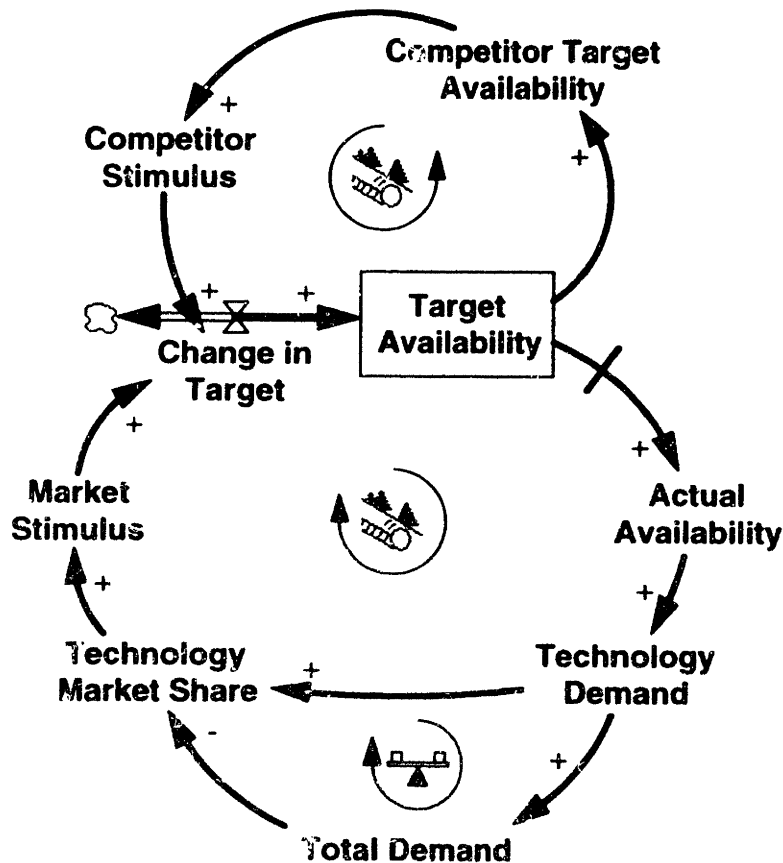 Competitor Target
Availability
+
Competitor
Stimulus
+
+
+
Target
Availability
Change in
Target
+
+
Market
Stimulus
Actual
Availability
+
+
Technology
Market Share
+
Technology
Demand
-
+
Total Demand